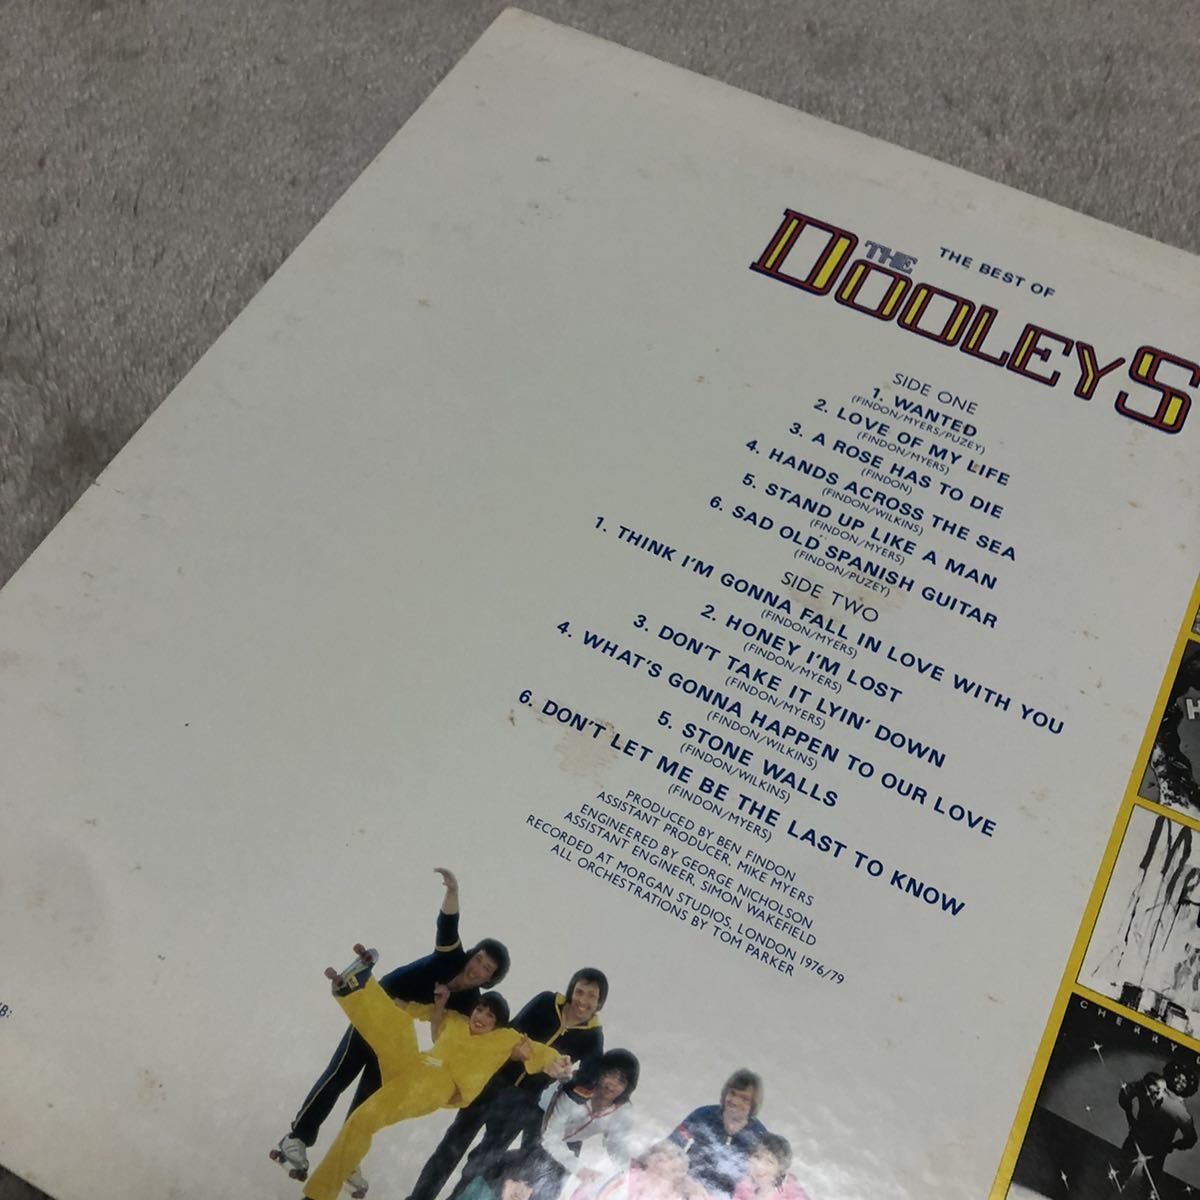 THE BEST OF
THE
DOOLEYS
SIDE ONE
1. WANTED
(FINDON/MYERS/PUZEY)
2. LOVE OF MY LIFE
(FINDON/MYERS)
3. A ROSE HAS TO DIE
(FINDON)
4. HANDS ACROSS THE SEA
(FINDON/WILKINS)
5. STAND UP LIKE A MAN
(FINDON/MYERS)
6. SAD OLD SPANISH GUITAR
(FINDON/PUZEY)
SIDE TWO
1. THINK I'M GONNA FALL IN LOVE WITH YOU
(FINDON/MYERS)
2. HONEY I'M LOST
(FINDON/MYERS)
3. DON'T TAKE IT LYIN' DOWN
(FINDON/MYERS)
4. WHAT'S GONNA HAPPEN TO OUR LOVE
(FINDON/WILKINS)
5. STONE WALLS
(FINDON/WILKINS)
6. DON'T LET ME BE THE LAST TO KNOW
(FINDON/MYERS)
PRODUCED BY BEN FINDON
ASSISTANT PRODUCER, MIKE MYERS
ENGINEERED BY GEORGE NICHOLSON
ASSISTANT ENGINEER, SIMON WAKEFIELD
RECORDED AT MORGAN STUDIOS, LONDON 1976/79
ALL ORCHESTRATIONS BY TOM PARKER
CHERRY